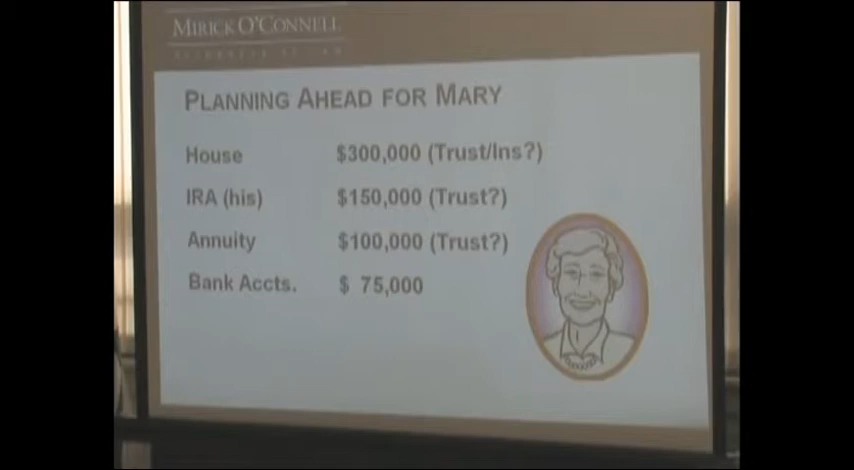 MIRICK O'CONNELL
PLANNING AHEAD FOR MARY
House $300,000 (Trust/Ins?)
IRA (his) $150,000 (Trust?)
Annuity $100,000 (Trust?)
Bank Accts. $ 75,000